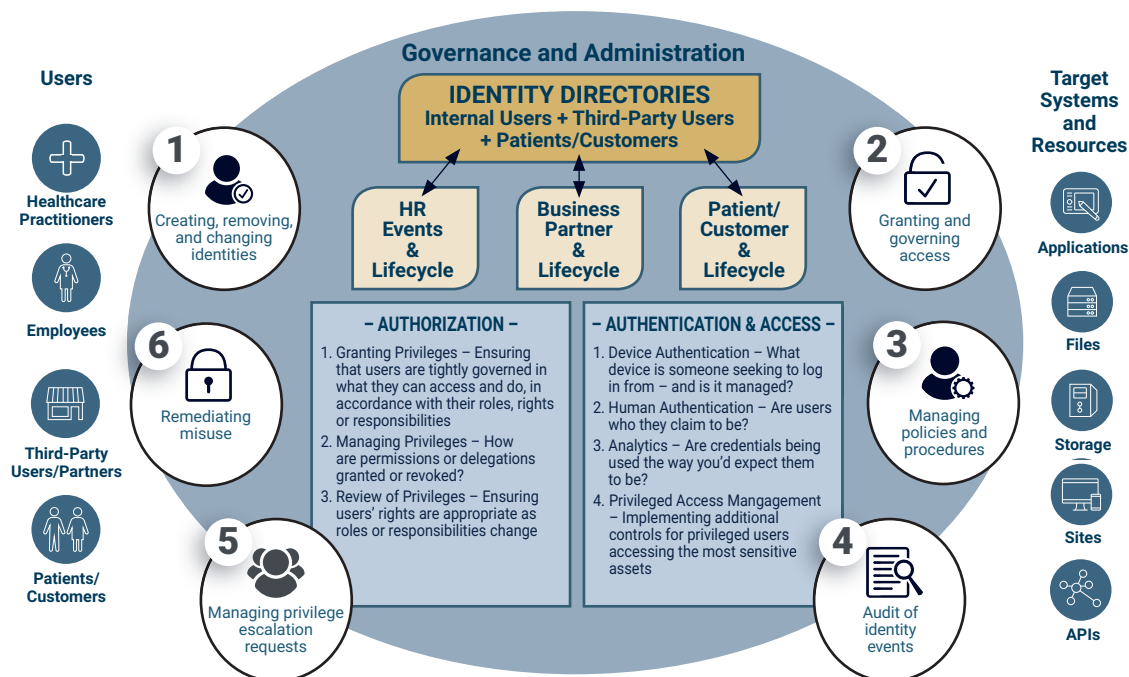 Governance and Administration
Users
Healthcare
Practitioners
Employees
Third-Party
Users/Partners
Patients/
Customers
IDENTITY DIRECTORIES
Internal Users + Third-Party Users
+ Patients/Customers
HR
Events
&
Lifecycle
Business
Partner
&
Lifecycle
Patient/
Customer
&
Lifecycle
1
Creating, removing,
and changing
identities
2
Granting and
governing
access
3
Managing
policies and
procedures
4
Audit of
identity
events
5
Managing privilege
escalation
requests
6
Remediating
misuse
– AUTHORIZATION –
1. Granting Privileges – Ensuring
that users are tightly governed in
what they can access and do, in
accordance with their roles, rights
or responsibilities
2. Managing Privileges – How
are permissions or delegations
granted or revoked?
3. Review of Privileges – Ensuring
users’ rights are appropriate as
roles or responsibilities change
– AUTHENTICATION & ACCESS –
1. Device Authentication – What
device is someone seeking to log
in from – and is it managed?
2. Human Authentication – Are users
who they claim to be?
3. Analytics – Are credentials being
used the way you’d expect them
to be?
4. Privileged Access Mangagement
– Implementing additional
controls for privileged users
accessing the most sensitive
assets
Target
Systems
and
Resources
Applications
Files
Storage
Sites
APIs